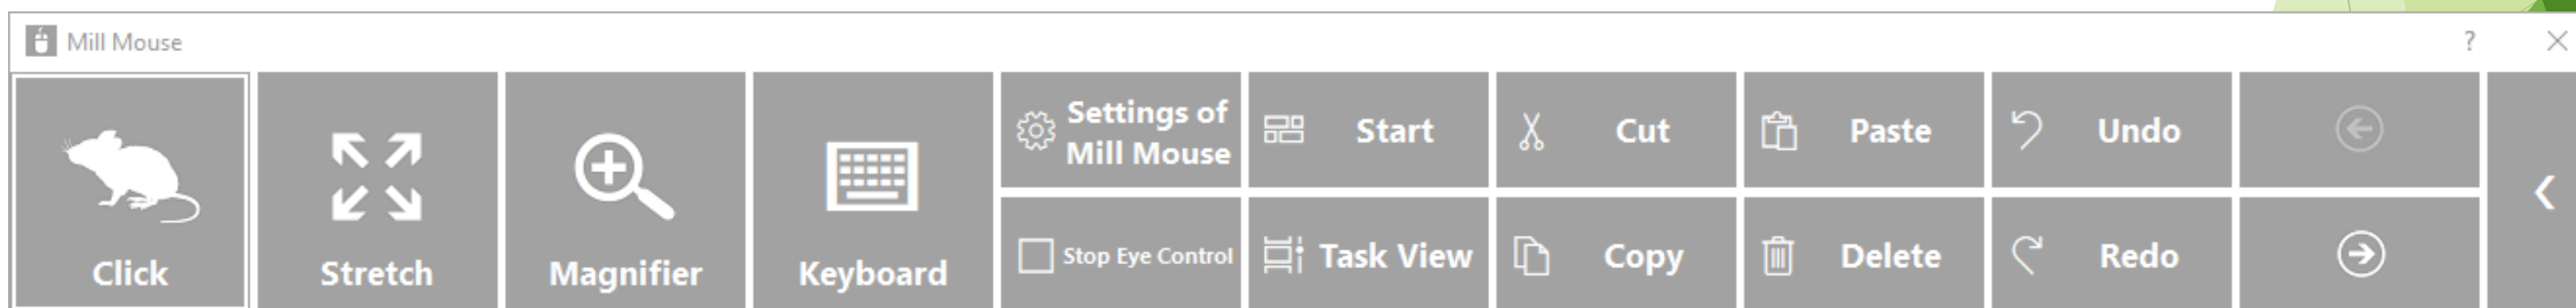 Mill Mouse
?
Click
Stretch
Magnifier
Keyboard
Settings of
Mill Mouse
Start
Cut
Paste
Undo
Stop Eye Control
Task View
Copy
Delete
Redo